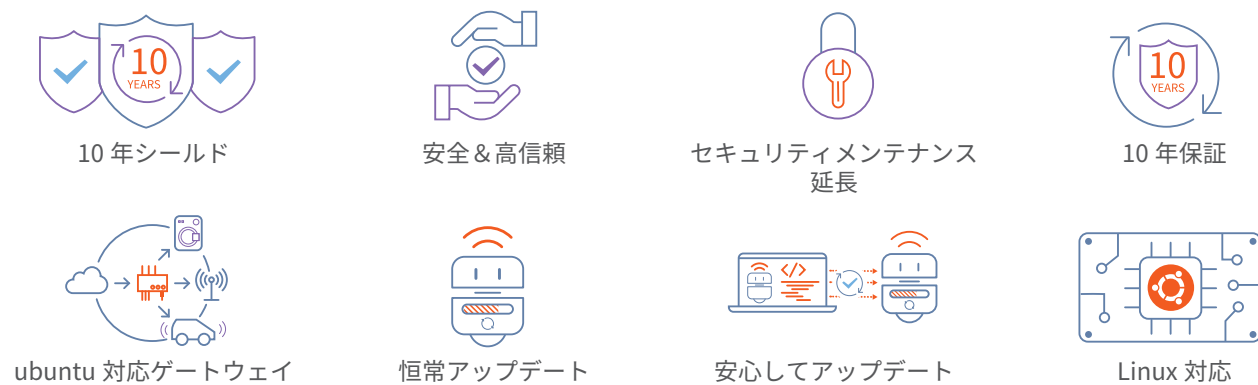 10
YEARS
10 年シールド
安全＆高信頼
セキュリティメンテナンス
延長
10
YEARS
10 年保証
ubuntu 対応ゲートウェイ
恒常アップデート
</>
安心してアップデート
Linux 対応